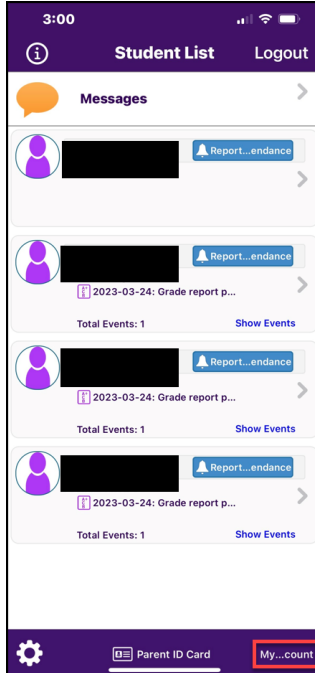 3:00
Student List
Logout
Messages
Report...endance
Report...endance
2023-03-24: Grade report p...
Total Events: 1
Show Events
Report...endance
2023-03-24: Grade report p...
Total Events: 1
Show Events
Report...endance
2023-03-24: Grade report p...
Total Events: 1
Show Events
Parent ID Card
My...count